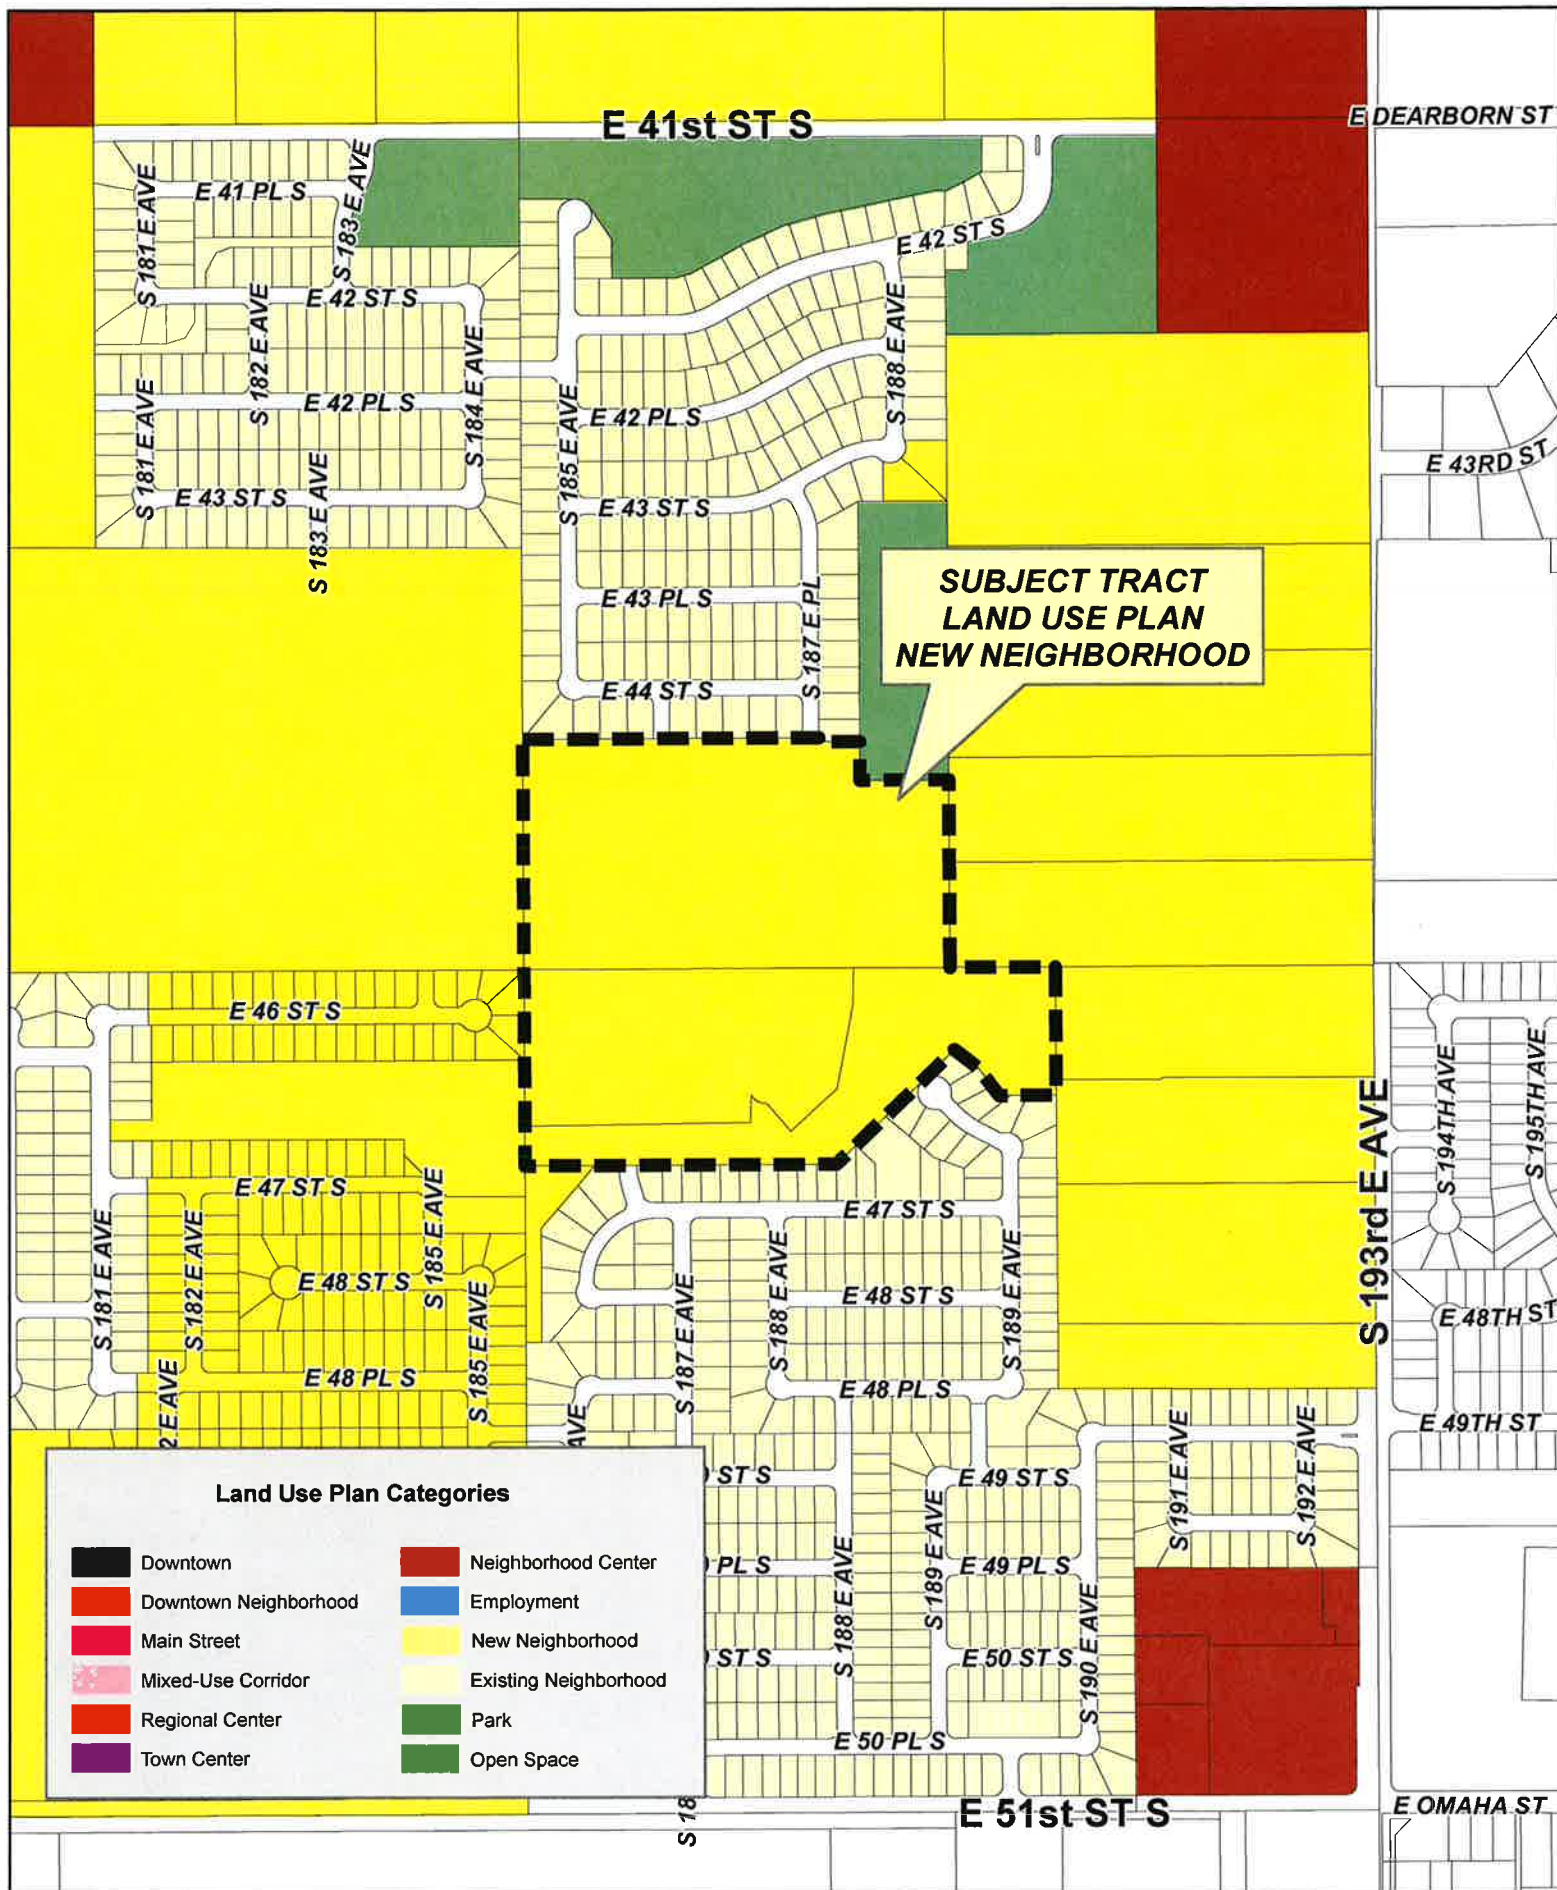 E 41st ST S
E DEARBORN ST
E 41 PL S
S 181 E AVE
S 183 E AVE
E 42 ST S
E 42 ST S
S 182 E AVE
S 184 E AVE
S 188 E AVE
E 42 PL S
E 42 PL S
S 181 E AVE
S 185 E AVE
E 43RD ST
E 43 ST S
S 183 E AVE
E 43 ST S
SUBJECT TRACT
LAND USE PLAN
NEW NEIGHBORHOOD
E 43 PL S
S 187 E PL
E 44 ST S
E 46 ST S
S 194TH AVE
S 195TH AVE
S 193rd E AVE
E 47 ST S
S 185 E AVE
E 47 ST S
S 181 E AVE
S 182 E AVE
E 48 ST S
S 187 E AVE
S 188 E AVE
E 48 ST S
S 189 E AVE
E 48TH ST
S 185 E AVE
E 48 PL S
E 48 PL S
2 E AVE
AVE
E 49TH ST
S 191 E AVE
S 192 E AVE
ST S
E 49 ST S
S 189 E AVE
PL S
E 49 PL S
S 188 E AVE
S 190 E AVE
ST S
E 50 ST S
E 50 PL S
Land Use Plan Categories
Downtown
Downtown Neighborhood
Main Street
Mixed-Use Corridor
Regional Center
Town Center
Neighborhood Center
Employment
New Neighborhood
Existing Neighborhood
Park
Open Space
S 18
E 51st ST S
E OMAHA ST